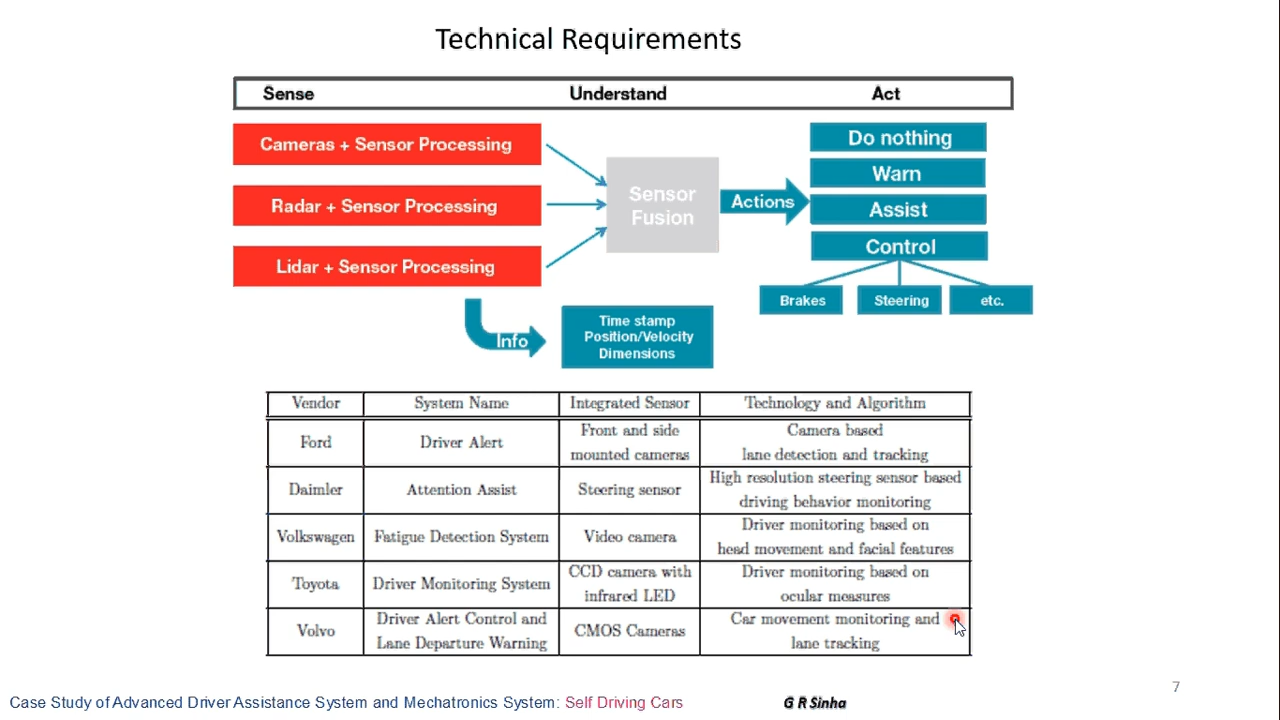 Technical Requirements
Sense Understand Act
Cameras + Sensor Processing
Radar + Sensor Processing
Lidar + Sensor Processing
Sensor
Fusion
Actions
Do nothing
Warn
Assist
Control
Brakes Steering etc.
Info
Time stamp
Position/Velocity
Dimensions
Vendor System Name Integrated Sensor Technology and Algorithm
Ford Driver Alert Front and side mounted cameras Camera based lane detection and tracking
Daimler Attention Assist Steering sensor High resolution steering sensor based driving behavior monitoring
Volkswagen Fatigue Detection System Video camera Driver monitoring based on head movement and facial features
Toyota Driver Monitoring System CCD camera with infrared LED Driver monitoring based on ocular measures
Volvo Driver Alert Control and Lane Departure Warning CMOS Cameras Car movement monitoring and lane tracking
7
Case Study of Advanced Driver Assistance System and Mechatronics System: Self Driving Cars G R Sinha